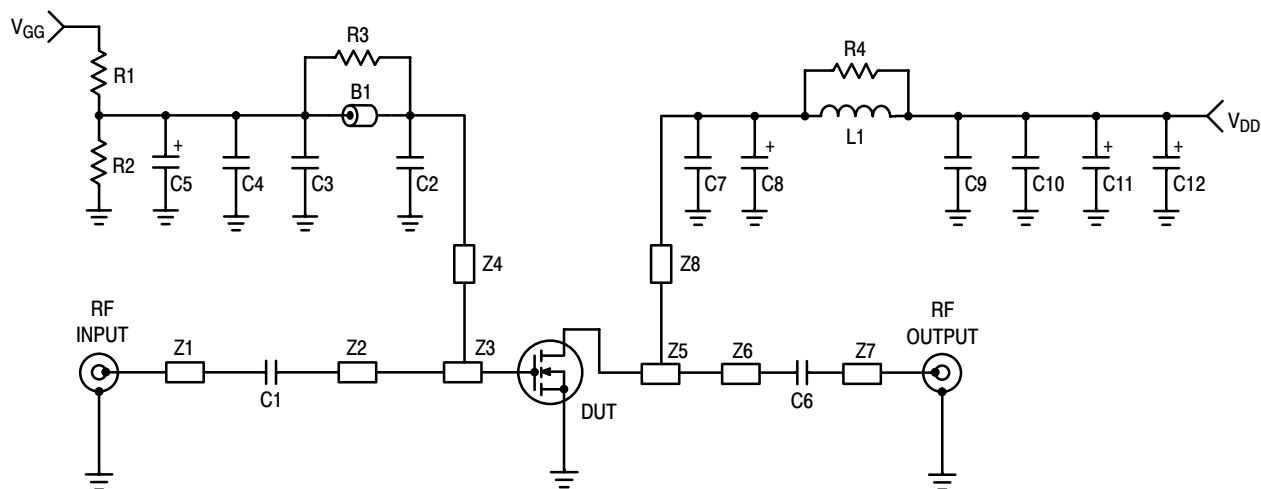 VGG
R1
R2
+
C5
C4
C3
R3
B1
C2
Z4
R4
L1
VDD
C7
+
C8
C9
C10
+
C11
+
C12
Z8
RF
INPUT
Z1
C1
Z2
Z3
DUT
Z5
Z6
C6
Z7
RF
OUTPUT